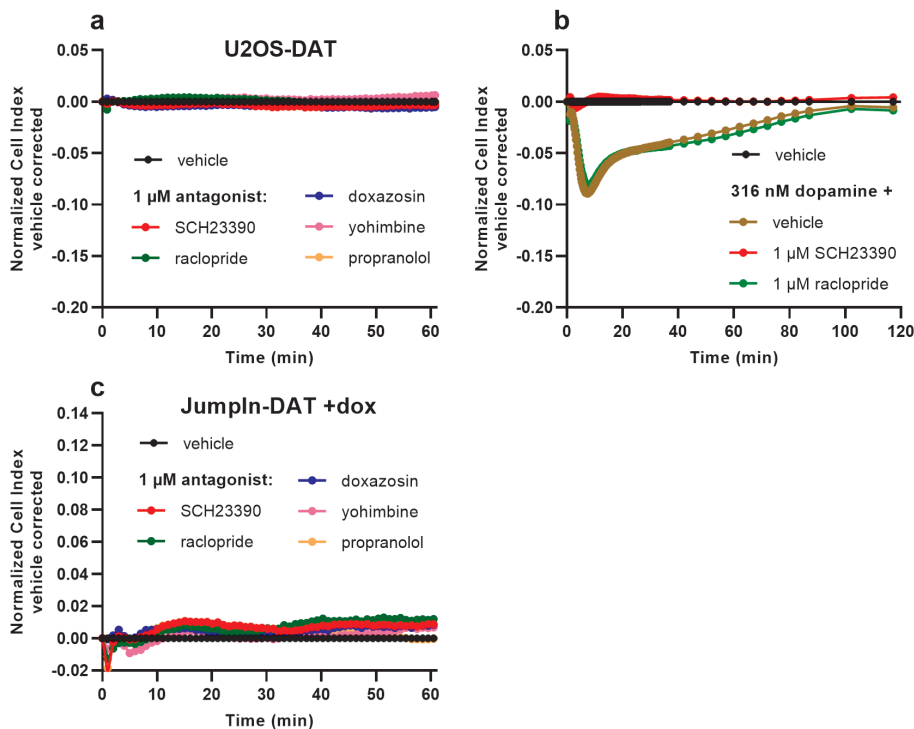 a
U2OS-DAT
Normalized Cell Index
vehicle corrected
0.05
0.00
-0.05
-0.10
-0.15
-0.20
vehicle
1 µM antagonist:
SCH23390
raclopride
doxazosin
yohimbine
propranolol
0 10 20 30 40 50 60
Time (min)
b
Normalized Cell Index
vehicle corrected
0.05
0.00
-0.05
-0.10
-0.15
-0.20
vehicle
316 nM dopamine +
vehicle
1 µM SCH23390
1 µM raclopride
0 20 40 60 80 100 120
Time (min)
c
JumpIn-DAT +dox
Normalized Cell Index
vehicle corrected
0.14
0.12
0.10
0.08
0.06
0.04
0.02
0.00
-0.02
vehicle
1 µM antagonist:
SCH23390
raclopride
doxazosin
yohimbine
propranolol
0 10 20 30 40 50 60
Time (min)